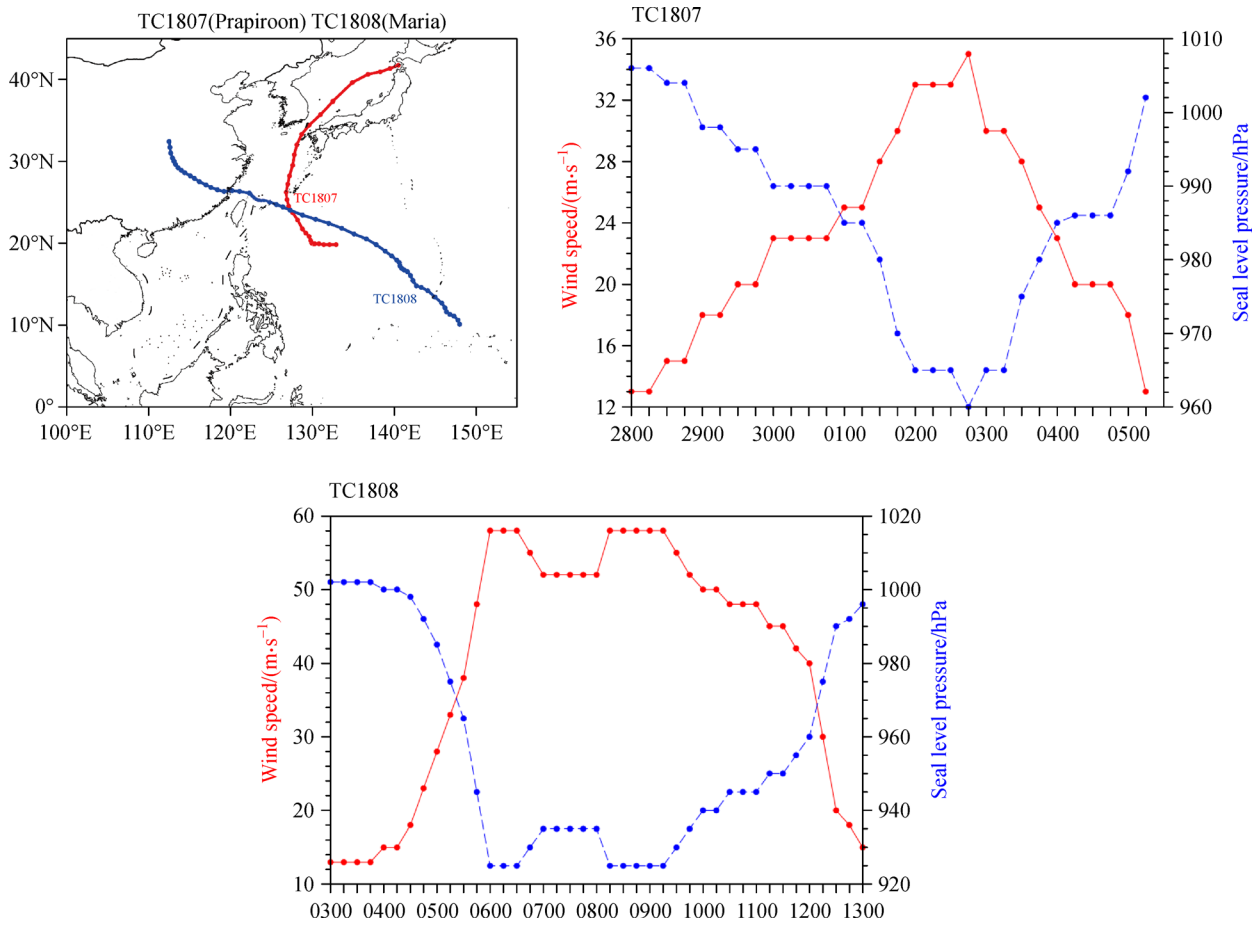 TC1807(Prapiroon) TC1808(Maria)
40°N
30°N
20°N
10°N
0°
100°E 110°E 120°E 130°E 140°E 150°E
TC1807
TC1808
TC1807
Wind speed/(m·s⁻¹)
36
32
28
24
20
16
12
Seal level pressure/hPa
1010
1000
990
980
970
960
2800 2900 3000 0100 0200 0300 0400 0500
TC1808
Wind speed/(m·s⁻¹)
60
50
40
30
20
10
Seal level pressure/hPa
1020
1000
980
960
940
920
0300 0400 0500 0600 0700 0800 0900 1000 1100 1200 1300